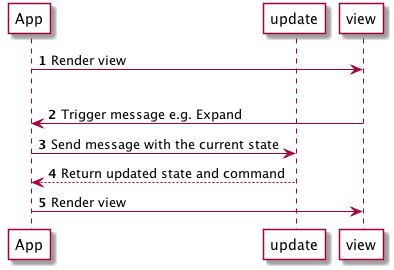 App update view
1 Render view
2 Trigger message e.g. Expand
3 Send message with the current state
4 Return updated state and command
5 Render view
App update view